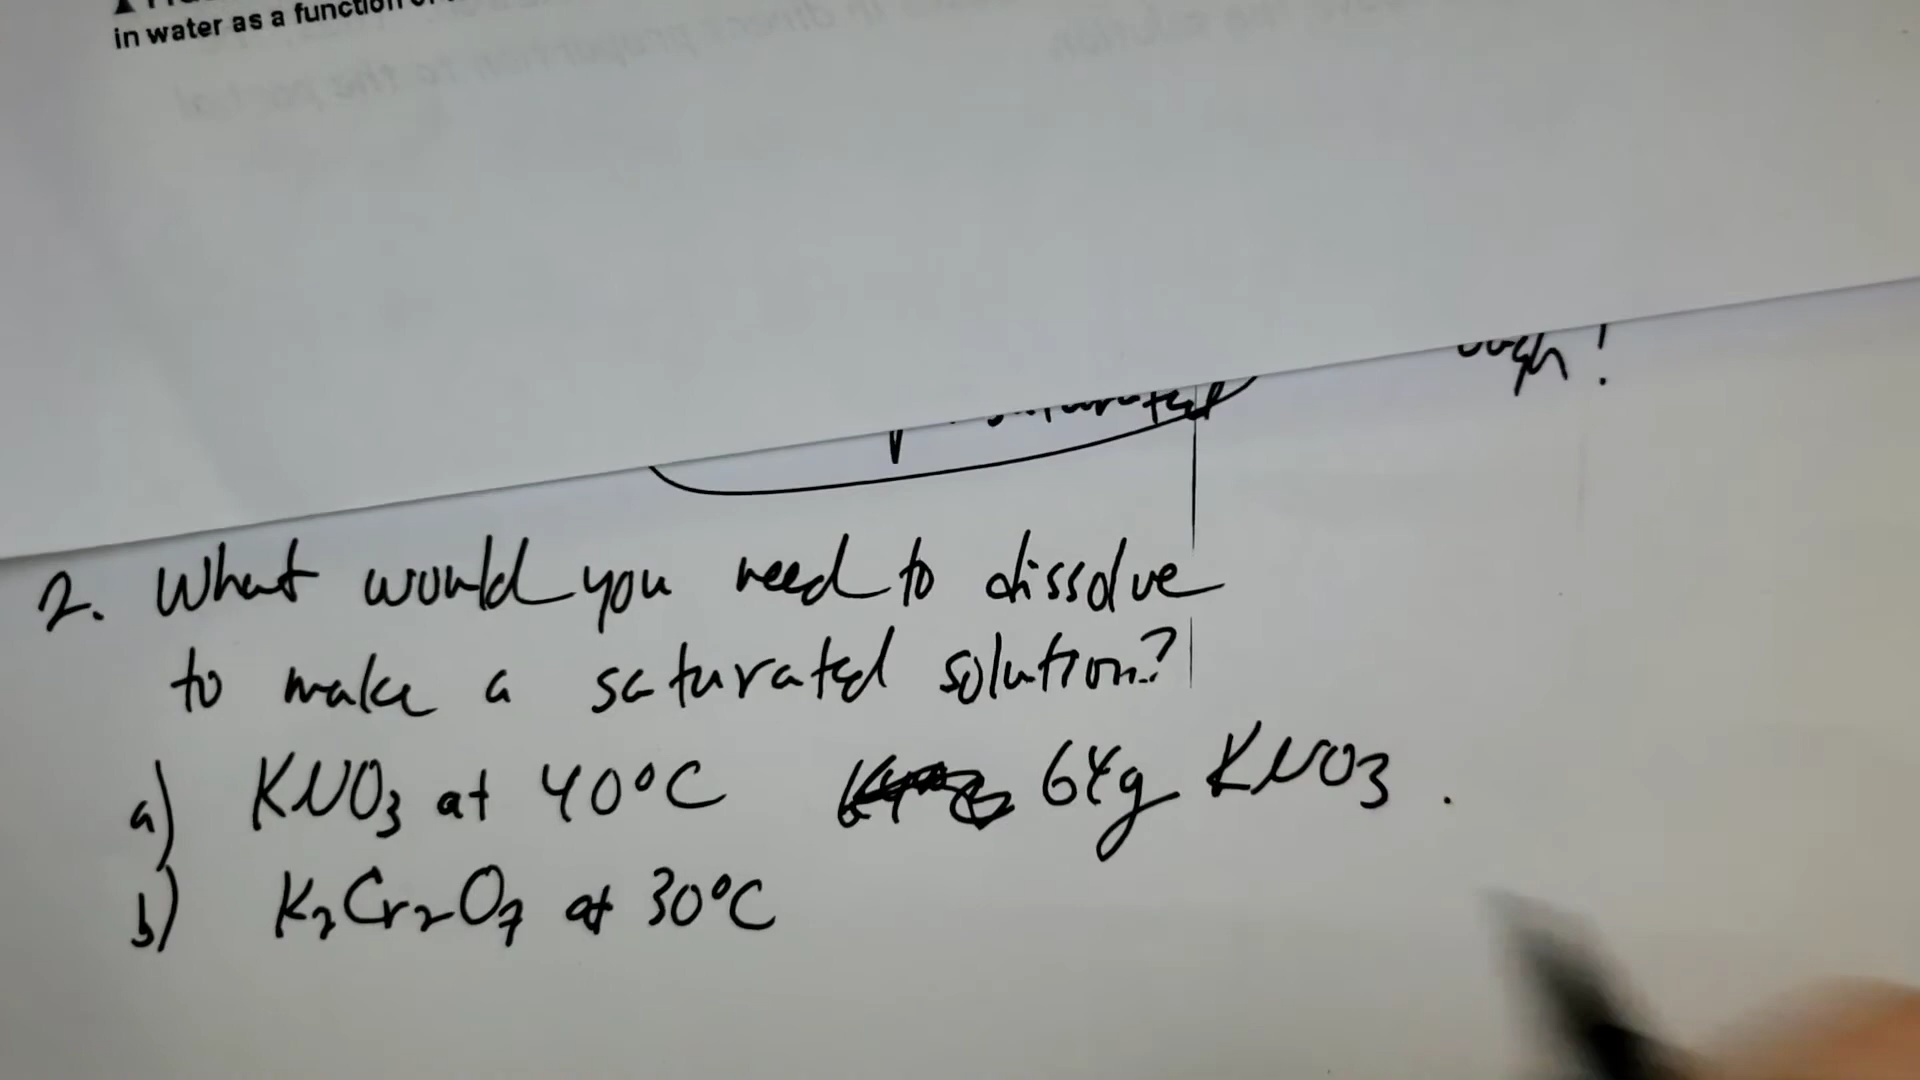 in water as a function
2. What would you need to dissolve
to make a saturated solution?
a) KNO3 at 40°C 64g KNO3.
b) K2Cr2O7 at 30°C